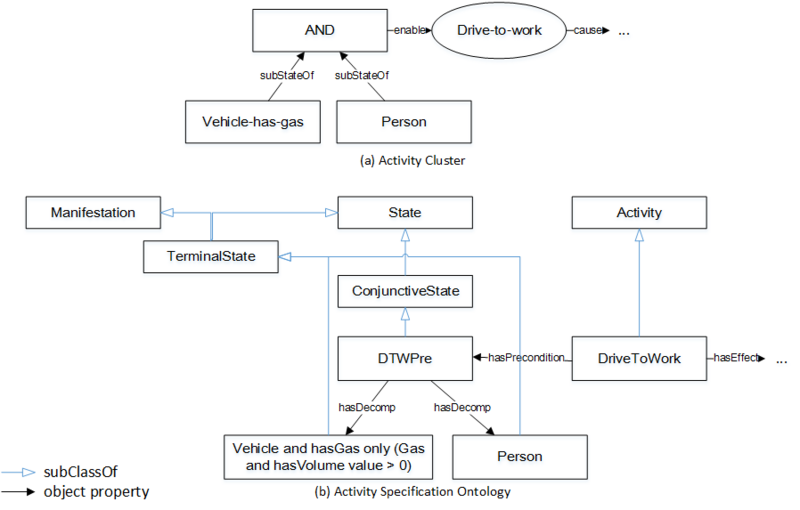 AND
enable
Drive-to-work
cause
...
subStateOf
subStateOf
Vehicle-has-gas
Person
(a) Activity Cluster
Manifestation
State
Activity
TerminalState
ConjunctiveState
DTWPre
hasPrecondition
DriveToWork
hasEffect
...
hasDecomp
hasDecomp
Vehicle and hasGas only (Gas
and hasVolume value > 0)
Person
subClassOf
object property
(b) Activity Specification Ontology